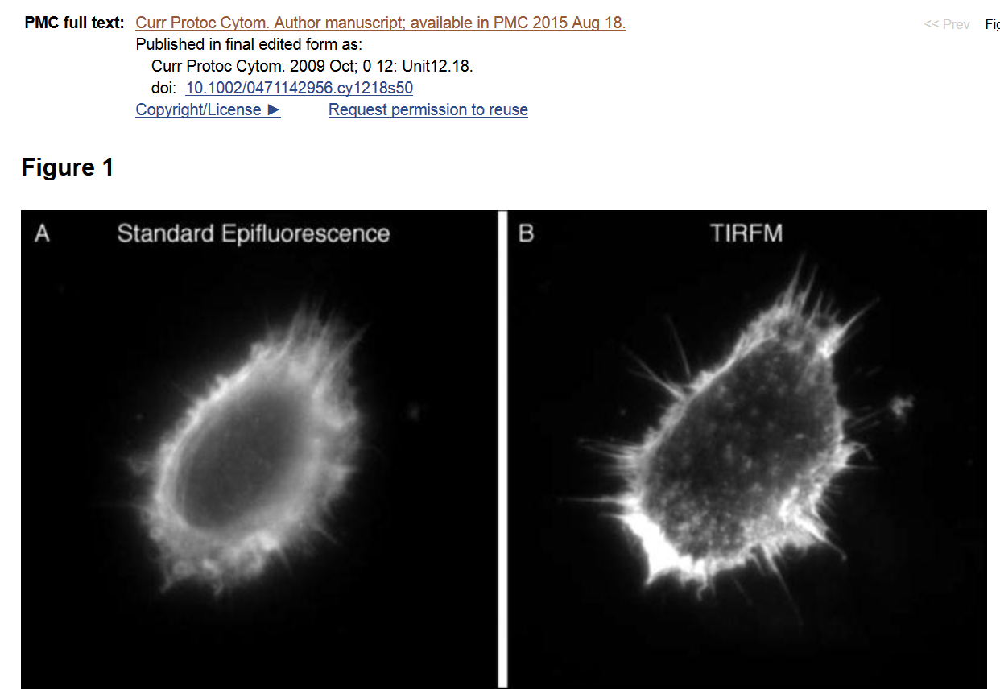 PMC full text: Curr Protoc Cytom. Author manuscript; available in PMC 2015 Aug 18.
<< Prev
Published in final edited form as:
Curr Protoc Cytom. 2009 Oct; 0 12: Unit12.18.
doi: 10.1002/0471142956.cy1218s50
Copyright/License ► Request permission to reuse
Figure 1
A Standard Epifluorescence
B TIRFM